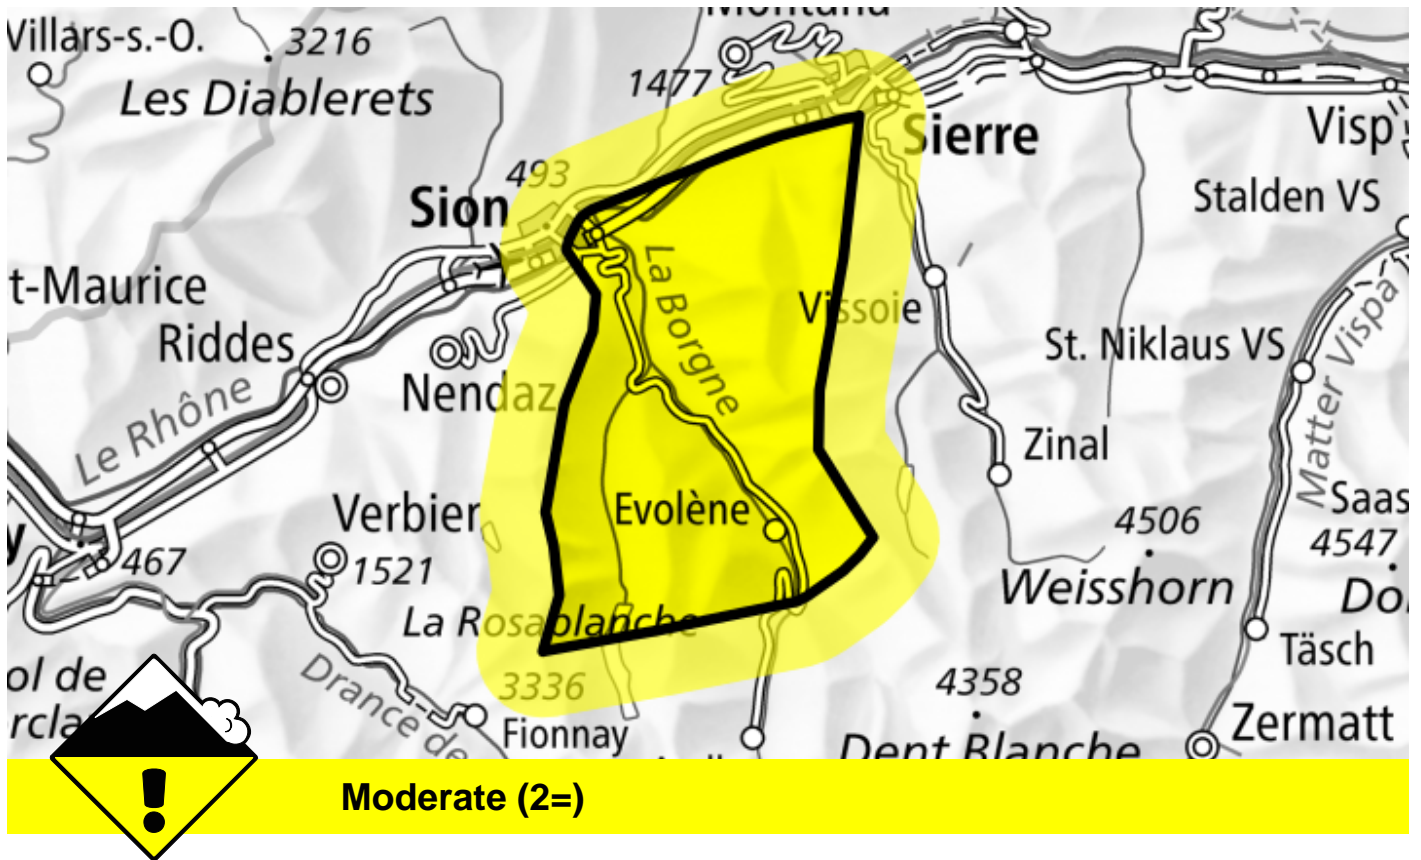 Villars-s.-O.
3216
Les Diablerets
1477
Sierre
Visp
493
Sion
Stalden VS
t-Maurice
Riddes
La Borgne
Vissoie
St. Niklaus VS
Nendaz
Le Rhône
Matter Vispa
Zinal
Verbier
Evolène
4506
Saas
467
1521
4547
Weisshorn
La Rosablanche
Täsch
ol de
3336
4358
Drance de
Fionnay
Zermatt
Dent Blanche
Moderate (2=)